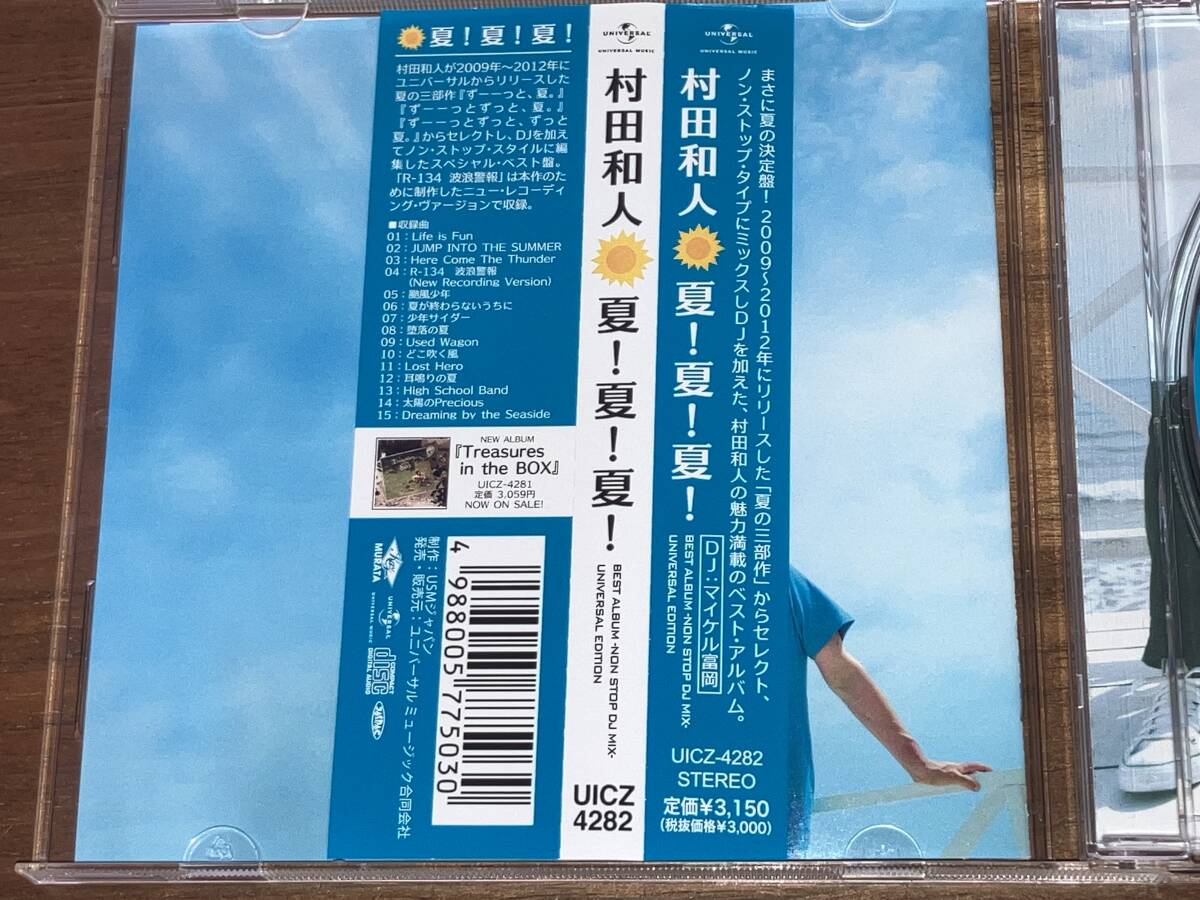 夏！夏！夏！
村田和人が2009年～2012年に
ユニバーサルからリリースした
夏の三部作『ずーーっと、夏。』
『ずーーっとずっと、夏。』
『ずーーっとずっと、ずっと
夏。』からセレクトし、DJを加え
てノン・ストップ・スタイルに編
集したスペシャル・ベスト盤。
「R-134 波浪警報」は本作のた
めに制作したニュー・レコーディ
ング・ヴァージョンで収録。
■収録曲
01：Life is Fun
02：JUMP INTO THE SUMMER
03：Here Come The Thunder
04：R-134 波浪警報
(New Recording Version)
05：颱風少年
06：夏が終わらないうちに
07：少年サイダー
08：堕落の夏
09：Used Wagon
10：どこ吹く風
11：Lost Hero
12：耳鳴りの夏
13：High School Band
14：太陽のPrecious
15：Dreaming by the Seaside
NEW ALBUM
『Treasures
in the BOX』
UICZ-4281
定価 3,059円
NOW ON SALE!
制作：USMジャパン
発売・販売元：ユニバーサル ミュージック合同会社
MURATA
UNIVERSAL
UNIVERSAL MUSIC
COMPACT
disc
DIGITAL AUDIO
4 988005 775030
UNIVERSAL
UNIVERSAL MUSIC
村田和人 夏！夏！夏！
BEST ALBUM -NON STOP DJ MIX-
UNIVERSAL EDITION
UICZ
4282
UNIVERSAL
UNIVERSAL MUSIC
まさに夏の決定盤！2009～2012年にリリースした「夏の三部作」からセレクト、
ノン・ストップ・タイプにミックスしDJを加えた、村田和人の魅力満載のベスト・アルバム。
村田和人 夏！夏！夏！
DJ：マイケル富岡
BEST ALBUM -NON STOP DJ MIX-
UNIVERSAL EDITION
UICZ-4282
STEREO
定価¥3,150
(税抜価格¥3,000)